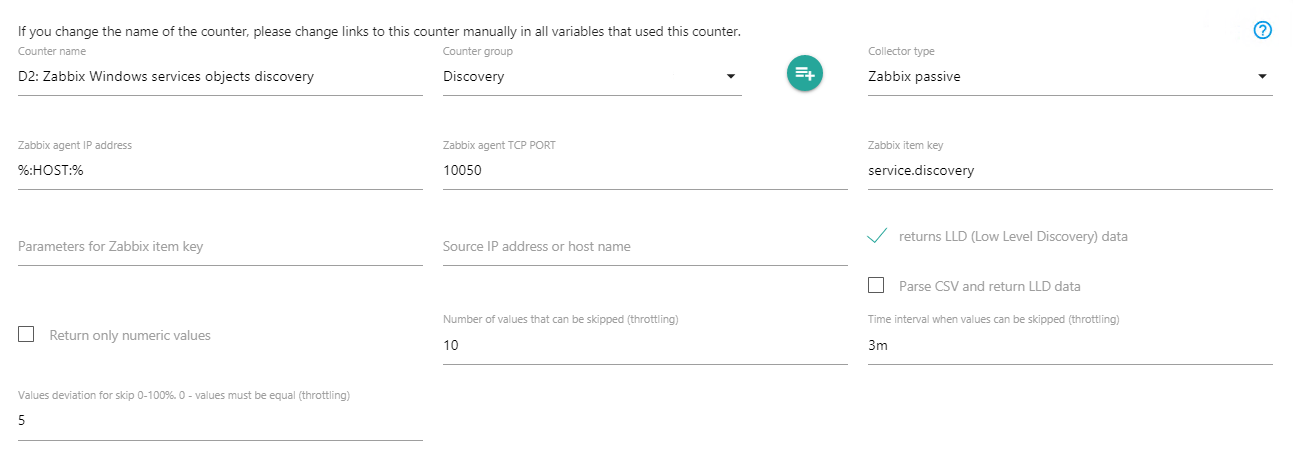 If you change the name of the counter, please change links to this counter manually in all variables that used this counter.
Counter name
Counter group
Collector type
D2: Zabbix Windows services objects discovery
Discovery
Zabbix passive
Zabbix agent IP address
Zabbix agent TCP PORT
Zabbix item key
%:HOST:%
10050
service.discovery
Parameters for Zabbix item key
Source IP address or host name
returns LLD (Low Level Discovery) data
Parse CSV and return LLD data
Return only numeric values
Number of values that can be skipped (throttling)
Time interval when values can be skipped (throttling)
10
3m
Values deviation for skip 0-100%. 0 - values must be equal (throttling)
5